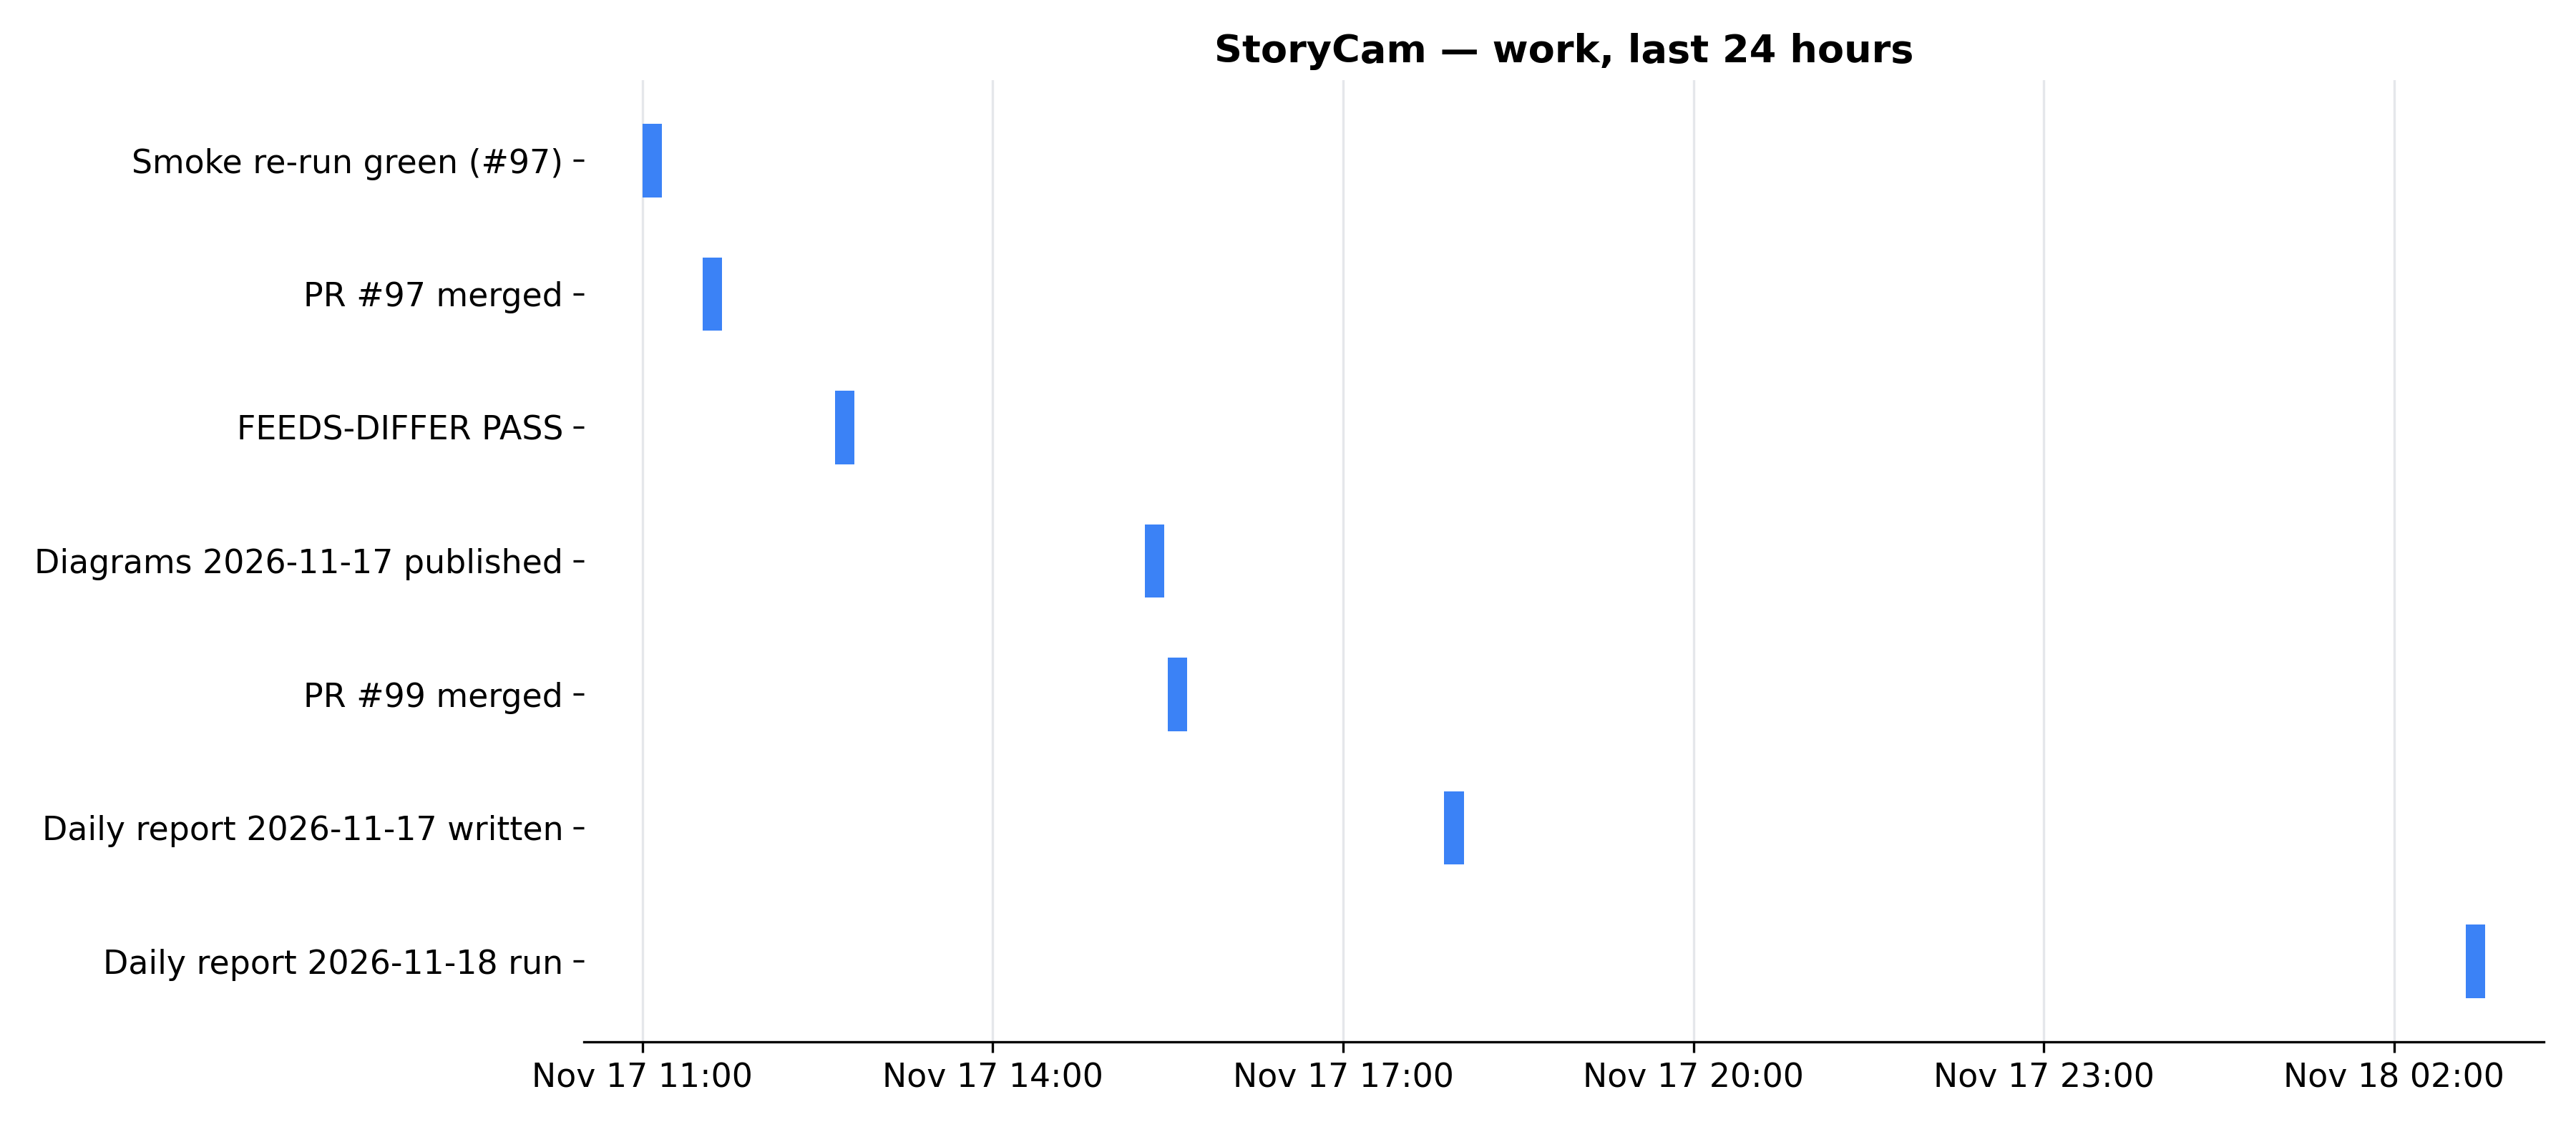 StoryCam — work, last 24 hours
Smoke re-run green (#97)
PR #97 merged
FEEDS-DIFFER PASS
Diagrams 2026-11-17 published
PR #99 merged
Daily report 2026-11-17 written
Daily report 2026-11-18 run
Nov 17 11:00 Nov 17 14:00 Nov 17 17:00 Nov 17 20:00 Nov 17 23:00 Nov 18 02:00